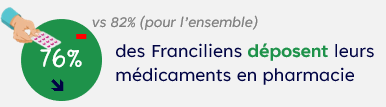 vs 82% (pour l'ensemble)
76%
des Franciliens déposent leurs
médicaments en pharmacie